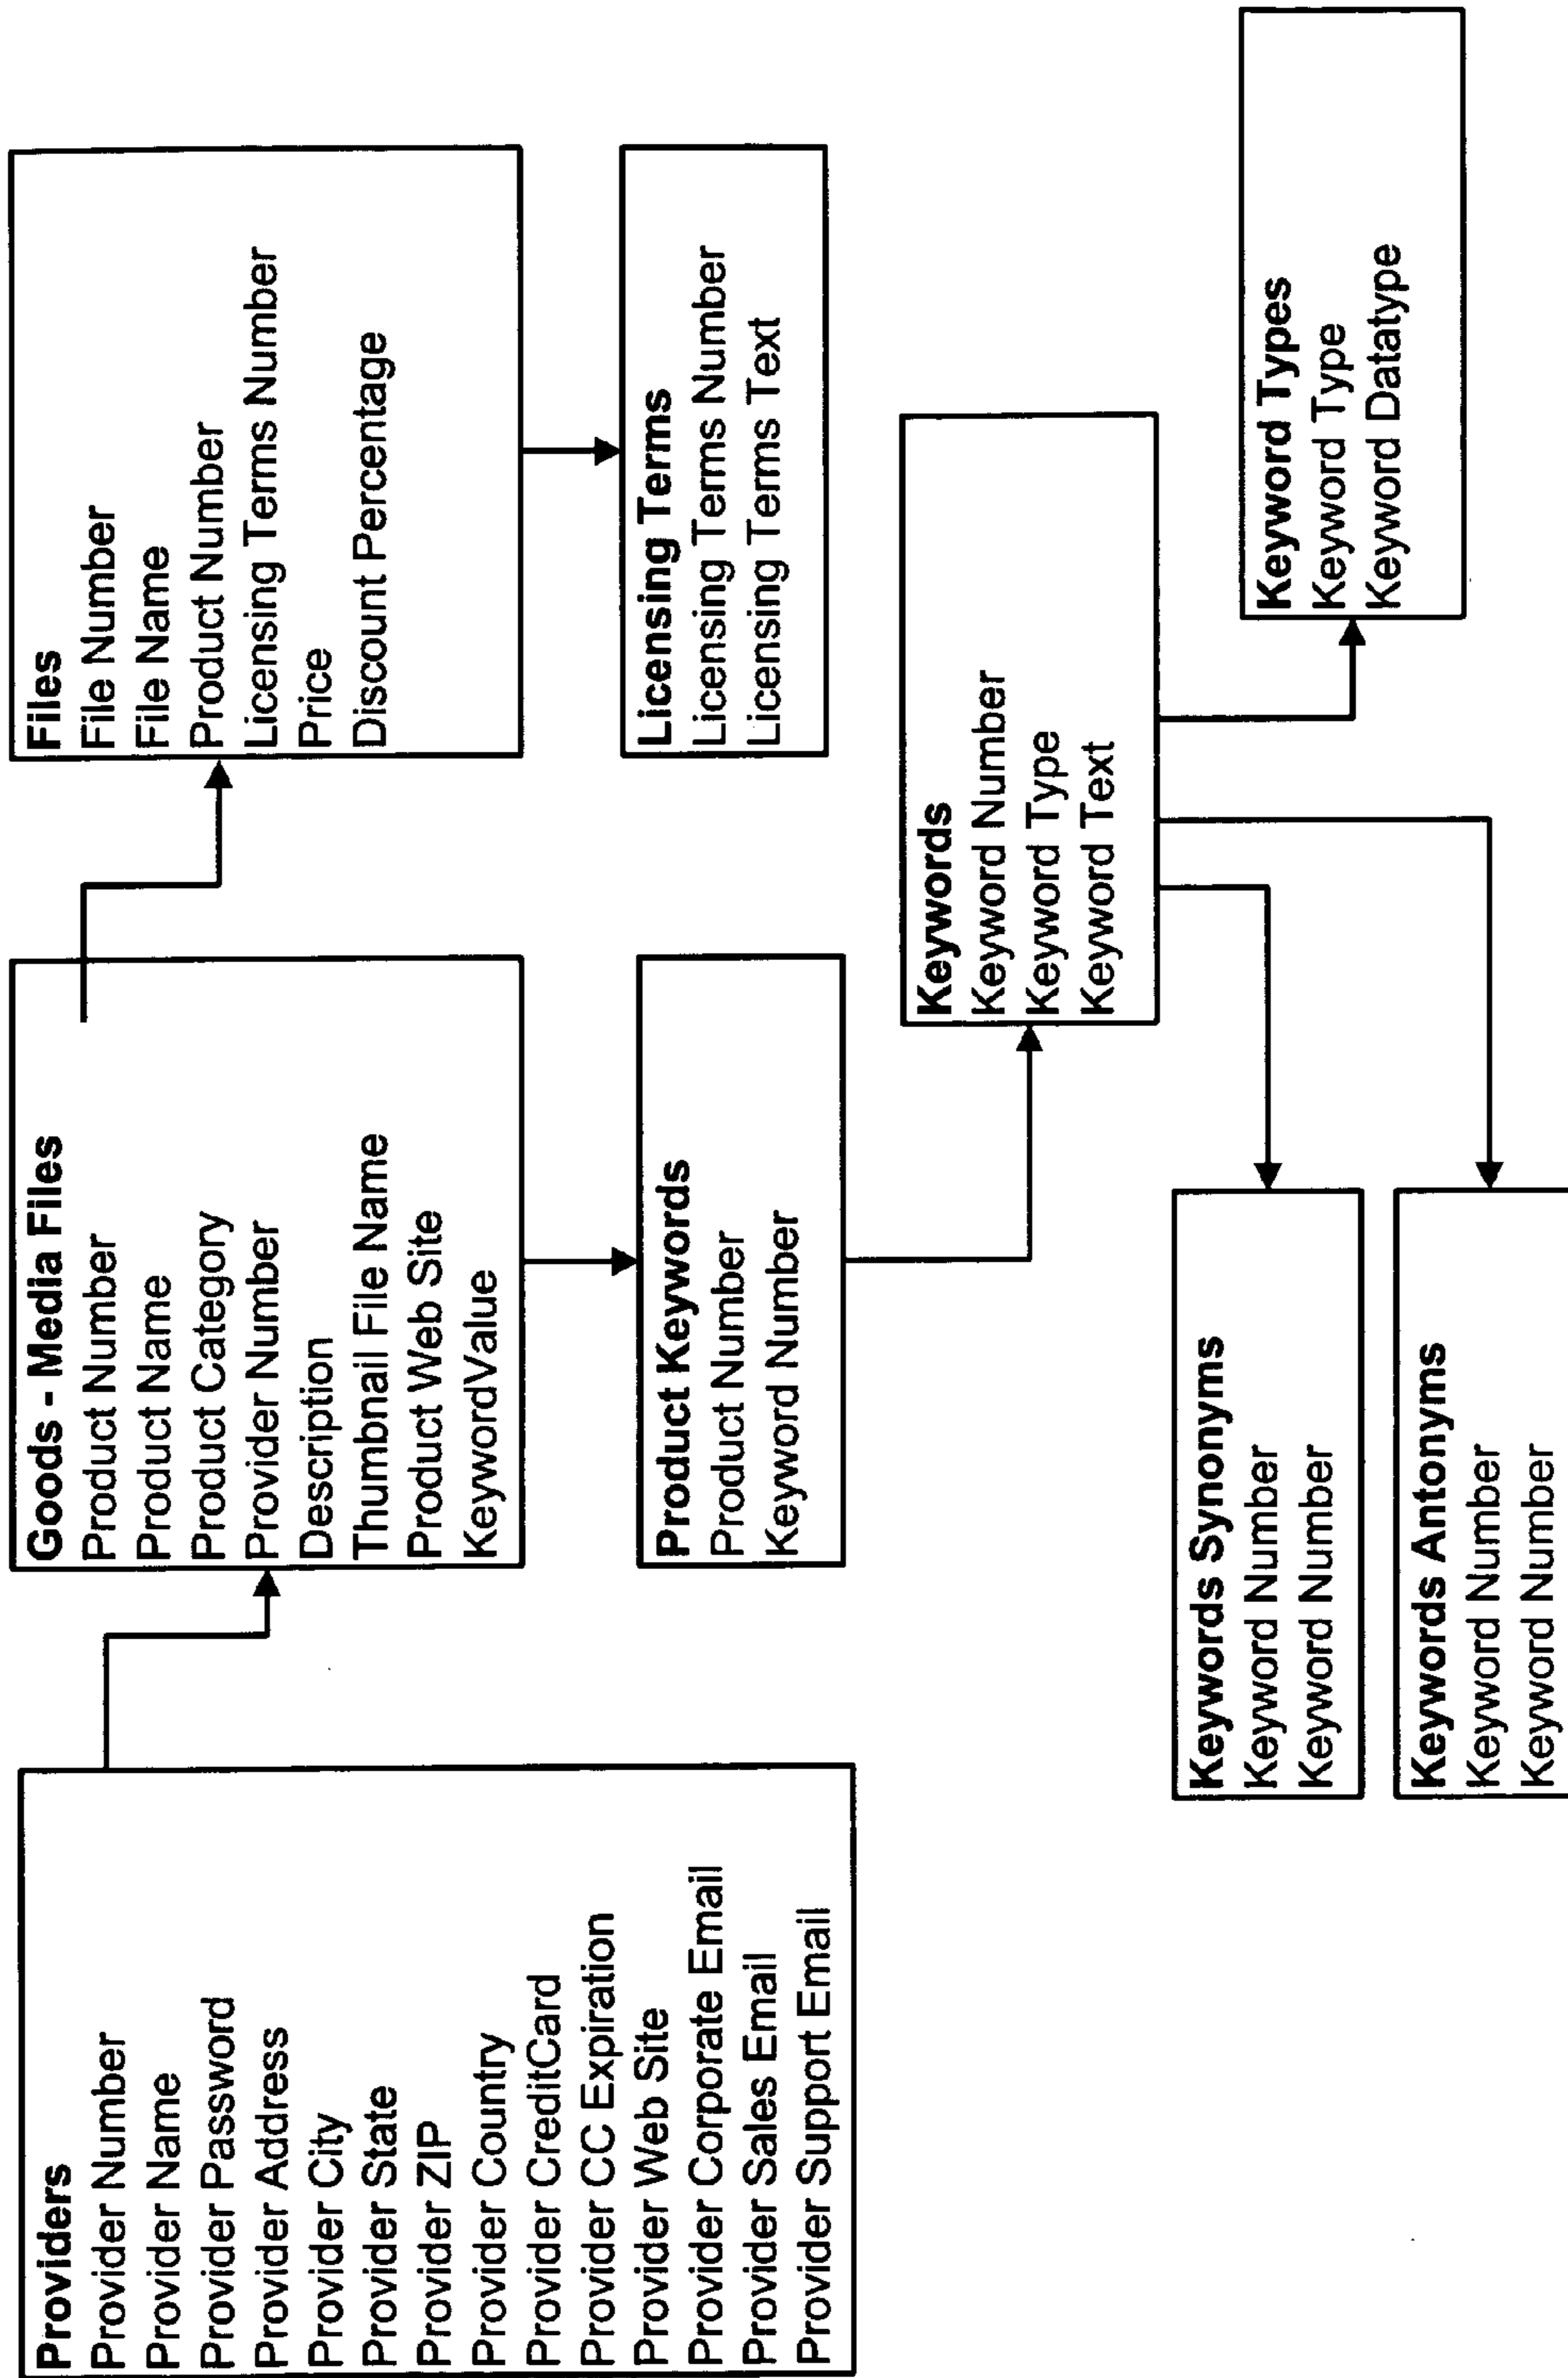 Providers
Provider Number
Provider Name
Provider Password
Provider Address
Provider City
Provider State
Provider ZIP
Provider Country
Provider CreditCard
Provider CC Expiration
Provider Web Site
Provider Corporate Email
Provider Sales Email
Provider Support Email
Goods - Media Files
Product Number
Product Name
Product Category
Provider Number
Description
Thumbnail File Name
Product Web Site
KeywordValue
Files
File Number
File Name
Product Number
Licensing Terms Number
Price
Discount Percentage
Product Keywords
Product Number
Keyword Number
Licensing Terms
Licensing Terms Number
Licensing Terms Text
Keywords
Keyword Number
Keyword Type
Keyword Text
Keywords Synonyms
Keyword Number
Keyword Number
Keywords Antonyms
Keyword Number
Keyword Number
Keyword Types
Keyword Type
Keyword Datatype